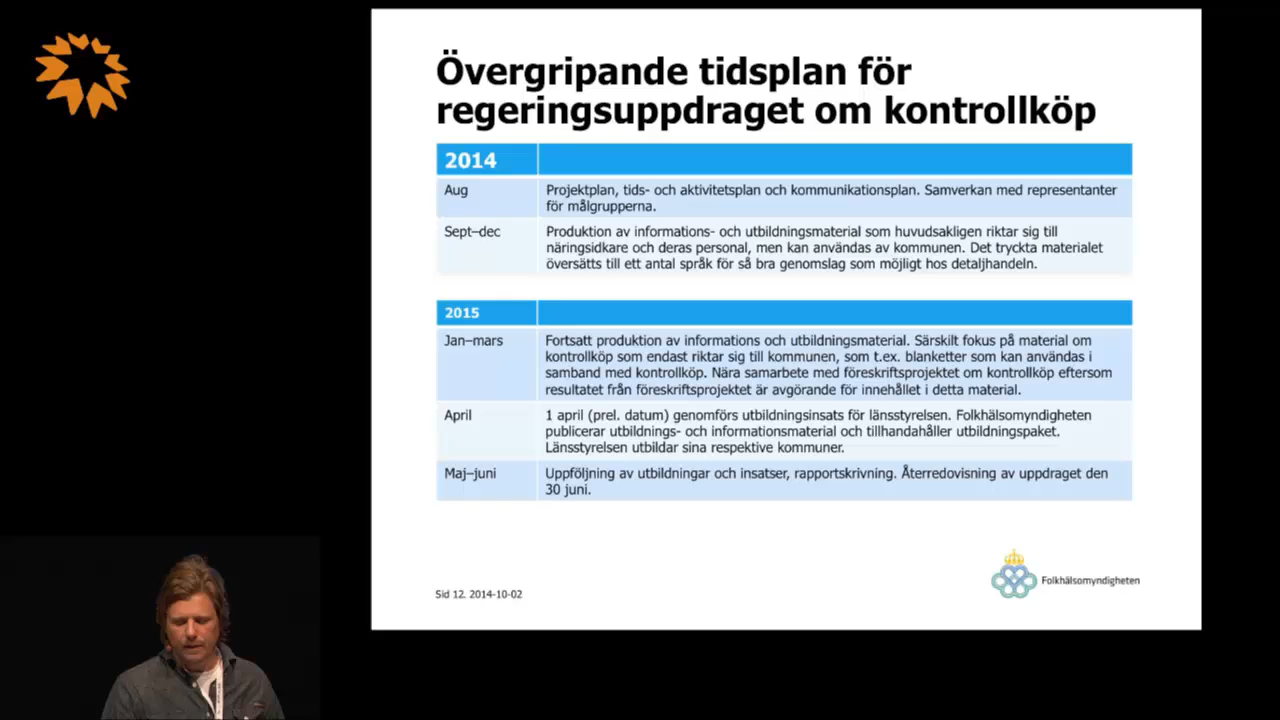 Övergripande tidsplan för
regeringsuppdraget om kontrollköp
2014
Aug
Projektplan, tids- och aktivitetsplan och kommunikationsplan. Samverkan med representanter
för målgrupperna.
Sept–dec
Produktion av informations- och utbildningsmaterial som huvudsakligen riktar sig till
näringsidkare och deras personal, men kan användas av kommunen. Det tryckta materialet
översätts till ett antal språk för så bra genomslag som möjligt hos detaljhandeln.
2015
Jan–mars
Fortsatt produktion av informations och utbildningsmaterial. Särskilt fokus på material om
kontrollköp som endast riktar sig till kommunen, som t.ex. blanketter som kan användas i
samband med kontrollköp. Nära samarbete med föreskriftsprojektet om kontrollköp eftersom
resultatet från föreskriftsprojektet är avgörande för innehållet i detta material.
April
1 april (prel. datum) genomförs utbildningsinsats för länsstyrelsen. Folkhälsomyndigheten
publicerar utbildnings- och informationsmaterial och tillhandahåller utbildningspaket.
Länsstyrelsen utbildar sina respektive kommuner.
Maj–juni
Uppföljning av utbildningar och insatser, rapportskrivning. Återredovisning av uppdraget den
30 juni.
Folkhälsomyndigheten
Sid 12. 2014-10-02